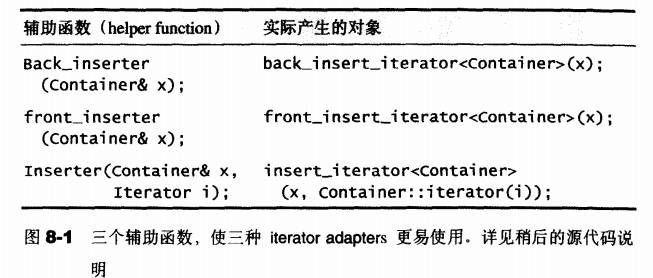 辅助函数（helper function） 实际产生的对象
Back_inserter back_insert_iterator<Container>(x);
(Container& x);
front_inserter front_insert_iterator<Container>(x);
(Container& x);
Inserter(Container& x, insert_iterator<Container>
Iterator i); (x, Container::iterator(i));
图 8-1 三个辅助函数，使三种 iterator adapters 更易使用。详见稍后的源代码说
明